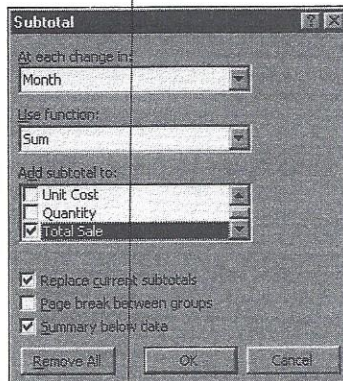 Subtotal
At each change in:
Month
Use function:
Sum
Add subtotal to:
Unit Cost
Quantity
Total Sale
Replace current subtotals
Page break between groups
Summary below data
Remove All OK Cancel